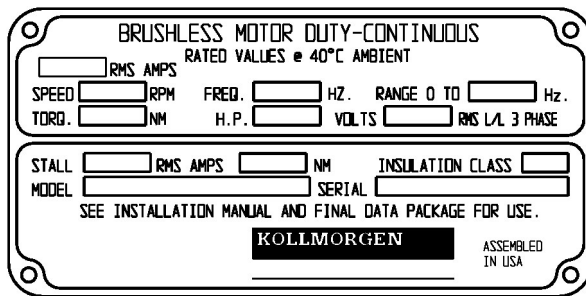 BRUSHLESS MOTOR DUTY-CONTINUOUS
RATED VALUES @ 40°C AMBIENT
RMS AMPS
SPEED RPM FREQ. HZ. RANGE 0 TO Hz.
TORQ. NM H.P. VOLTS RMS L/L 3 PHASE
STALL RMS AMPS NM INSULATION CLASS
MODEL SERIAL
SEE INSTALLATION MANUAL AND FINAL DATA PACKAGE FOR USE.
KOLLMORGEN
ASSEMBLED
IN USA